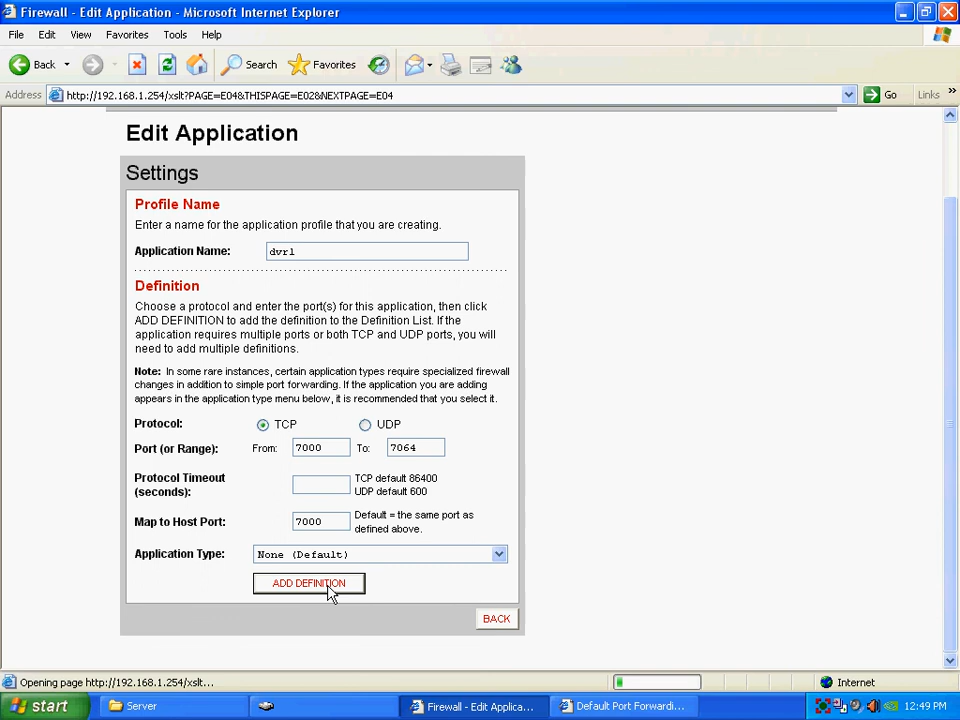 Firewall - Edit Application - Microsoft Internet Explorer
File Edit View Favorites Tools Help
Back Search Favorites
Address http://192.168.1.254/xslt?PAGE=E04&THISPAGE=E02&NEXTPAGE=E04 Go Links »
Edit Application
Settings
Profile Name
Enter a name for the application profile that you are creating.
Application Name: dvr1
Definition
Choose a protocol and enter the port(s) for this application, then click
ADD DEFINITION to add the definition to the Definition List. If the
application requires multiple ports or both TCP and UDP ports, you will
need to add multiple definitions.
Note: In some rare instances, certain application types require specialized firewall
changes in addition to simple port forwarding. If the application you are adding
appears in the application type menu below, it is recommended that you select it.
Protocol: TCP UDP
Port (or Range): From: 7000 To: 7064
Protocol Timeout
(seconds):
TCP default 86400
UDP default 600
Map to Host Port: 7000
Default = the same port as
defined above.
Application Type: None (Default)
ADD DEFINITION
BACK
Opening page http://192.168.1.254/xslt... Internet
start Server Firewall - Edit Applica... Default Port Forwardi... 12:49 PM